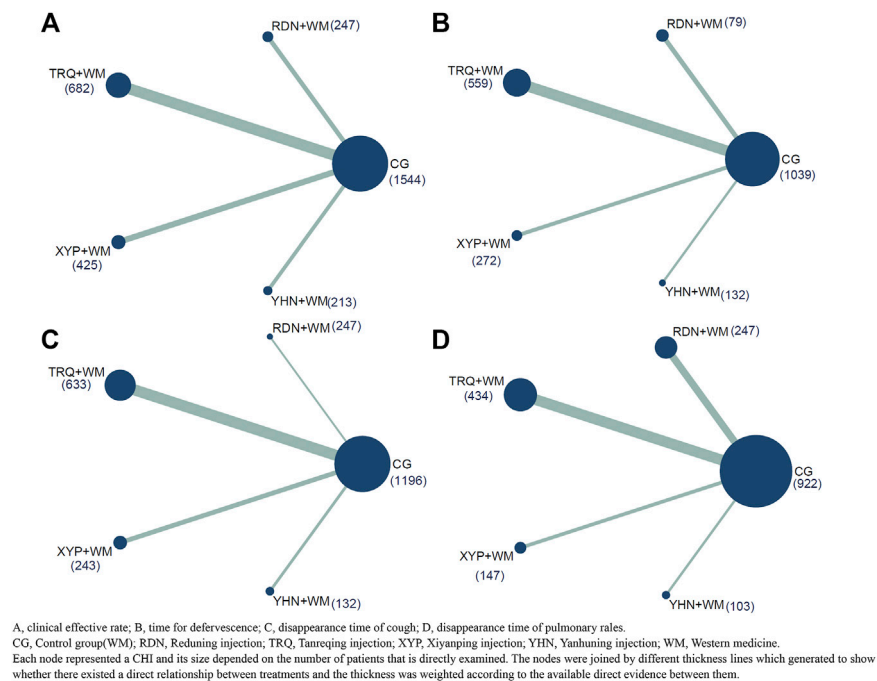 A
RDN+WM(247)
TRQ+WM
(682)
CG
(1544)
XYP+WM
(425)
YHN+WM(213)
B
RDN+WM(79)
TRQ+WM
(559)
CG
(1039)
XYP+WM
(272)
YHN+WM(132)
C
RDN+WM(247)
TRQ+WM
(633)
CG
(1196)
XYP+WM
(243)
YHN+WM(132)
D
RDN+WM(247)
TRQ+WM
(434)
CG
(922)
XYP+WM
(147)
YHN+WM(103)
A, clinical effective rate; B, time for defervescence; C, disappearance time of cough; D, disappearance time of pulmonary rales.
CG, Control group(WM); RDN, Reduning injection; TRQ, Tanreqing injection; XYP, Xiyanping injection; YHN, Yanhuning injection; WM, Western medicine.
Each node represented a CHI and its size depended on the number of patients that is directly examined. The nodes were joined by different thickness lines which generated to show
whether there existed a direct relationship between treatments and the thickness was weighted according to the available direct evidence between them.